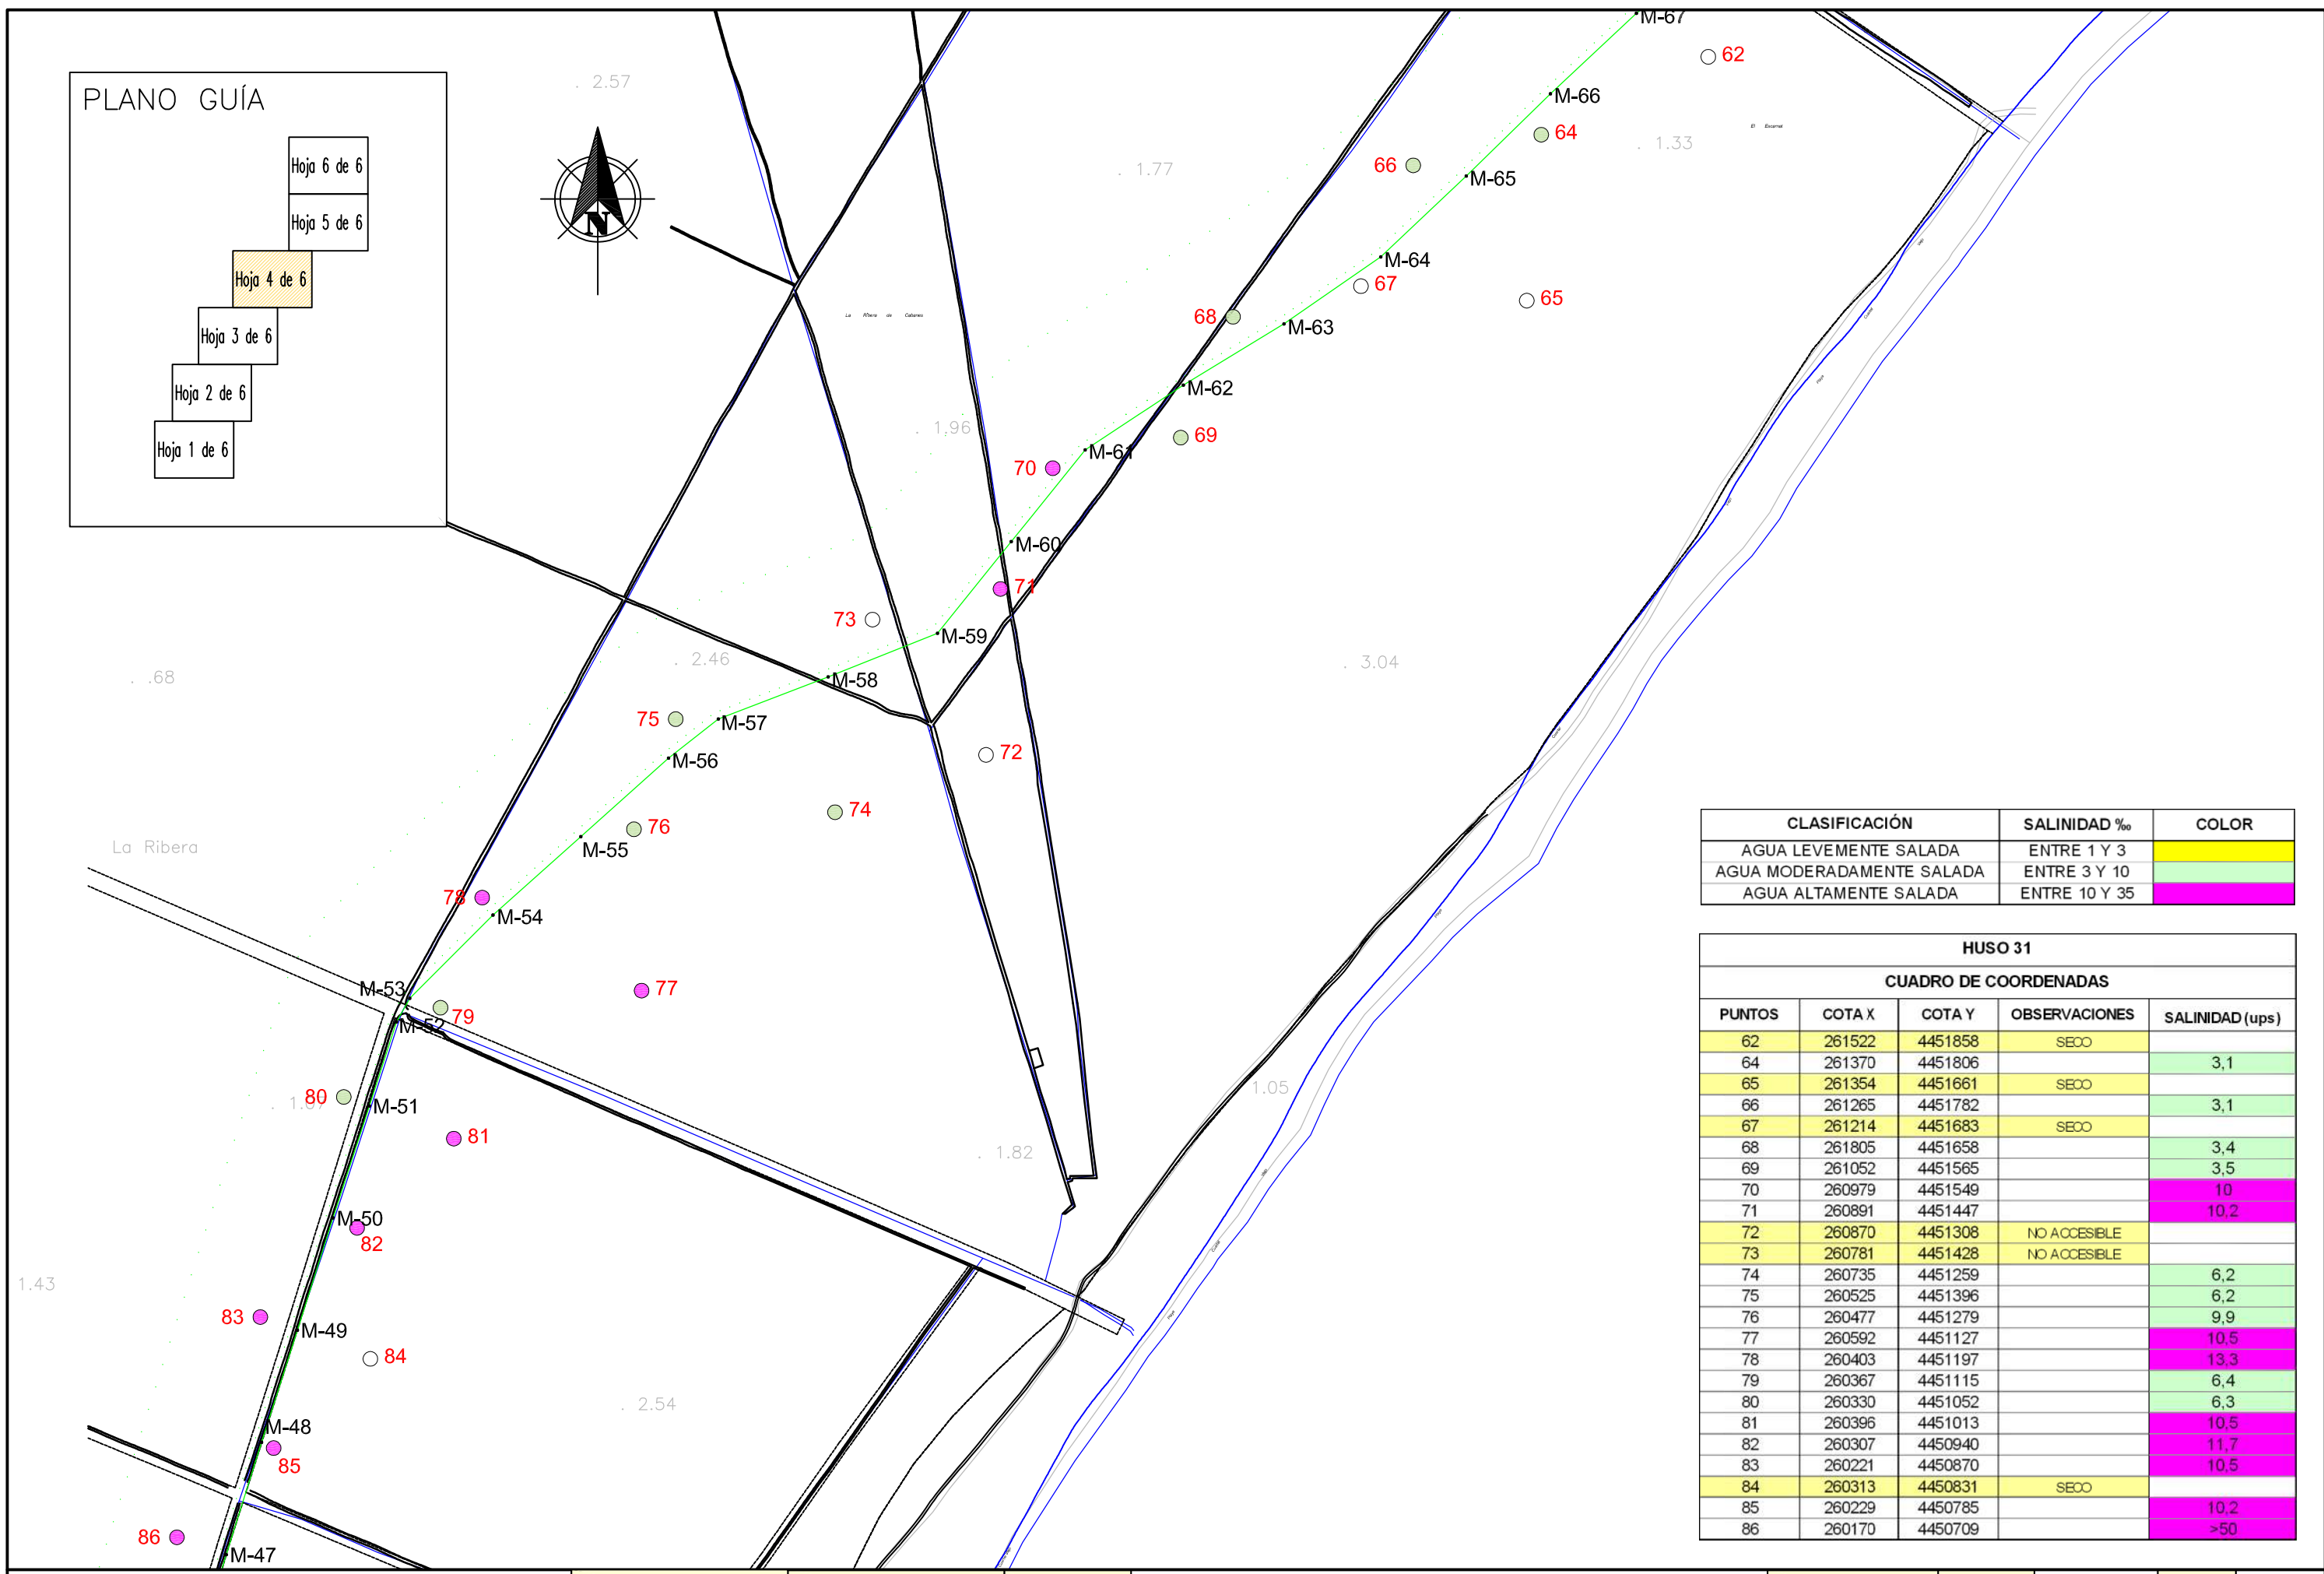 PLANO GUÍA
Hoja 6 de 6
Hoja 5 de 6
Hoja 4 de 6
Hoja 3 de 6
Hoja 2 de 6
Hoja 1 de 6
N
. 2.57
. 1.77
. 1.33
. 1.96
. 2.46
. .68
. 3.04
1.05
. 1.82
. 2.54
1.43
La Ribera
La Ribera de Cabanes
M-67
62
M-66
64
66
M-65
M-64
67
65
68
M-63
M-62
69
M-61
70
M-60
71
73
M-59
M-58
75
M-57
72
M-56
74
76
M-55
78
M-54
77
M-53
79
M-52
80
M-51
81
M-50
82
83
M-49
84
M-48
85
86
M-47
CLASIFICACIÓN SALINIDAD ‰ COLOR
AGUA LEVEMENTE SALADA ENTRE 1 Y 3
AGUA MODERADAMENTE SALADA ENTRE 3 Y 10
AGUA ALTAMENTE SALADA ENTRE 10 Y 35
HUSO 31
CUADRO DE COORDENADAS
PUNTOS COTA X COTA Y OBSERVACIONES SALINIDAD (ups)
62 261522 4451858 SECO
64 261370 4451806 3,1
65 261354 4451661 SECO
66 261265 4451782 3,1
67 261214 4451683 SECO
68 261805 4451658 3,4
69 261052 4451565 3,5
70 260979 4451549 10
71 260891 4451447 10,2
72 260870 4451308 NO ACCESIBLE
73 260781 4451428 NO ACCESIBLE
74 260735 4451259 6,2
75 260525 4451396 6,2
76 260477 4451279 9,9
77 260592 4451127 10,5
78 260403 4451197 13,3
79 260367 4451115 6,4
80 260330 4451052 6,3
81 260396 4451013 10,5
82 260307 4450940 11,7
83 260221 4450870 10,5
84 260313 4450831 SECO
85 260229 4450785 10,2
86 260170 4450709 >50